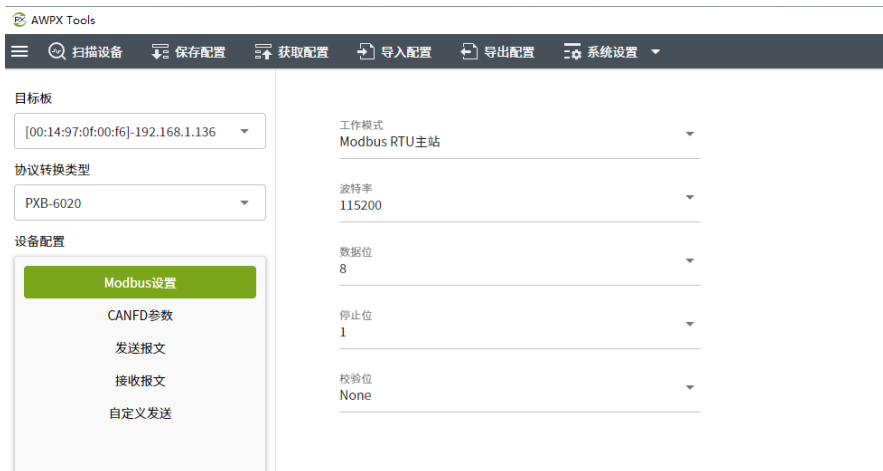 AWPX Tools
扫描设备 保存配置 获取配置 导入配置 导出配置 系统设置
目标板
[00:14:97:0f:00:f6]-192.168.1.136
协议转换类型
PXB-6020
设备配置
Modbus设置
CANFD参数
发送报文
接收报文
自定义发送
工作模式
Modbus RTU主站
波特率
115200
数据位
8
停止位
1
校验位
None